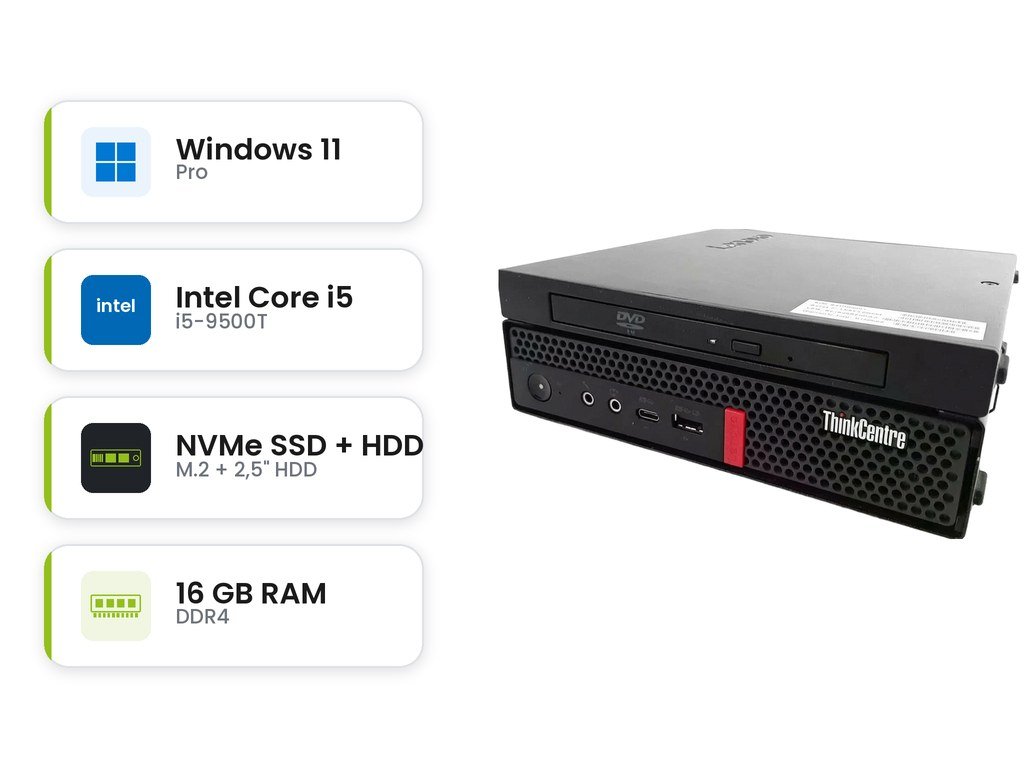 Windows 11
Pro
intel
Intel Core i5
i5-9500T
NVMe SSD + HDD
M.2 + 2,5" HDD
16 GB RAM
DDR4
Lenovo
DVD
ThinkCentre